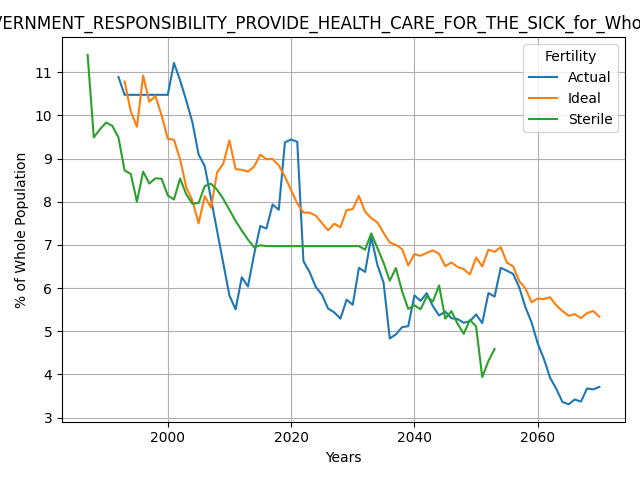 VERNMENT_RESPONSIBILITY_PROVIDE_HEALTH_CARE_FOR_THE_SICK_for_Who
Fertility
Actual
Ideal
Sterile
% of Whole Population
11
10
9
8
7
6
5
4
3
2000 2020 2040 2060
Years